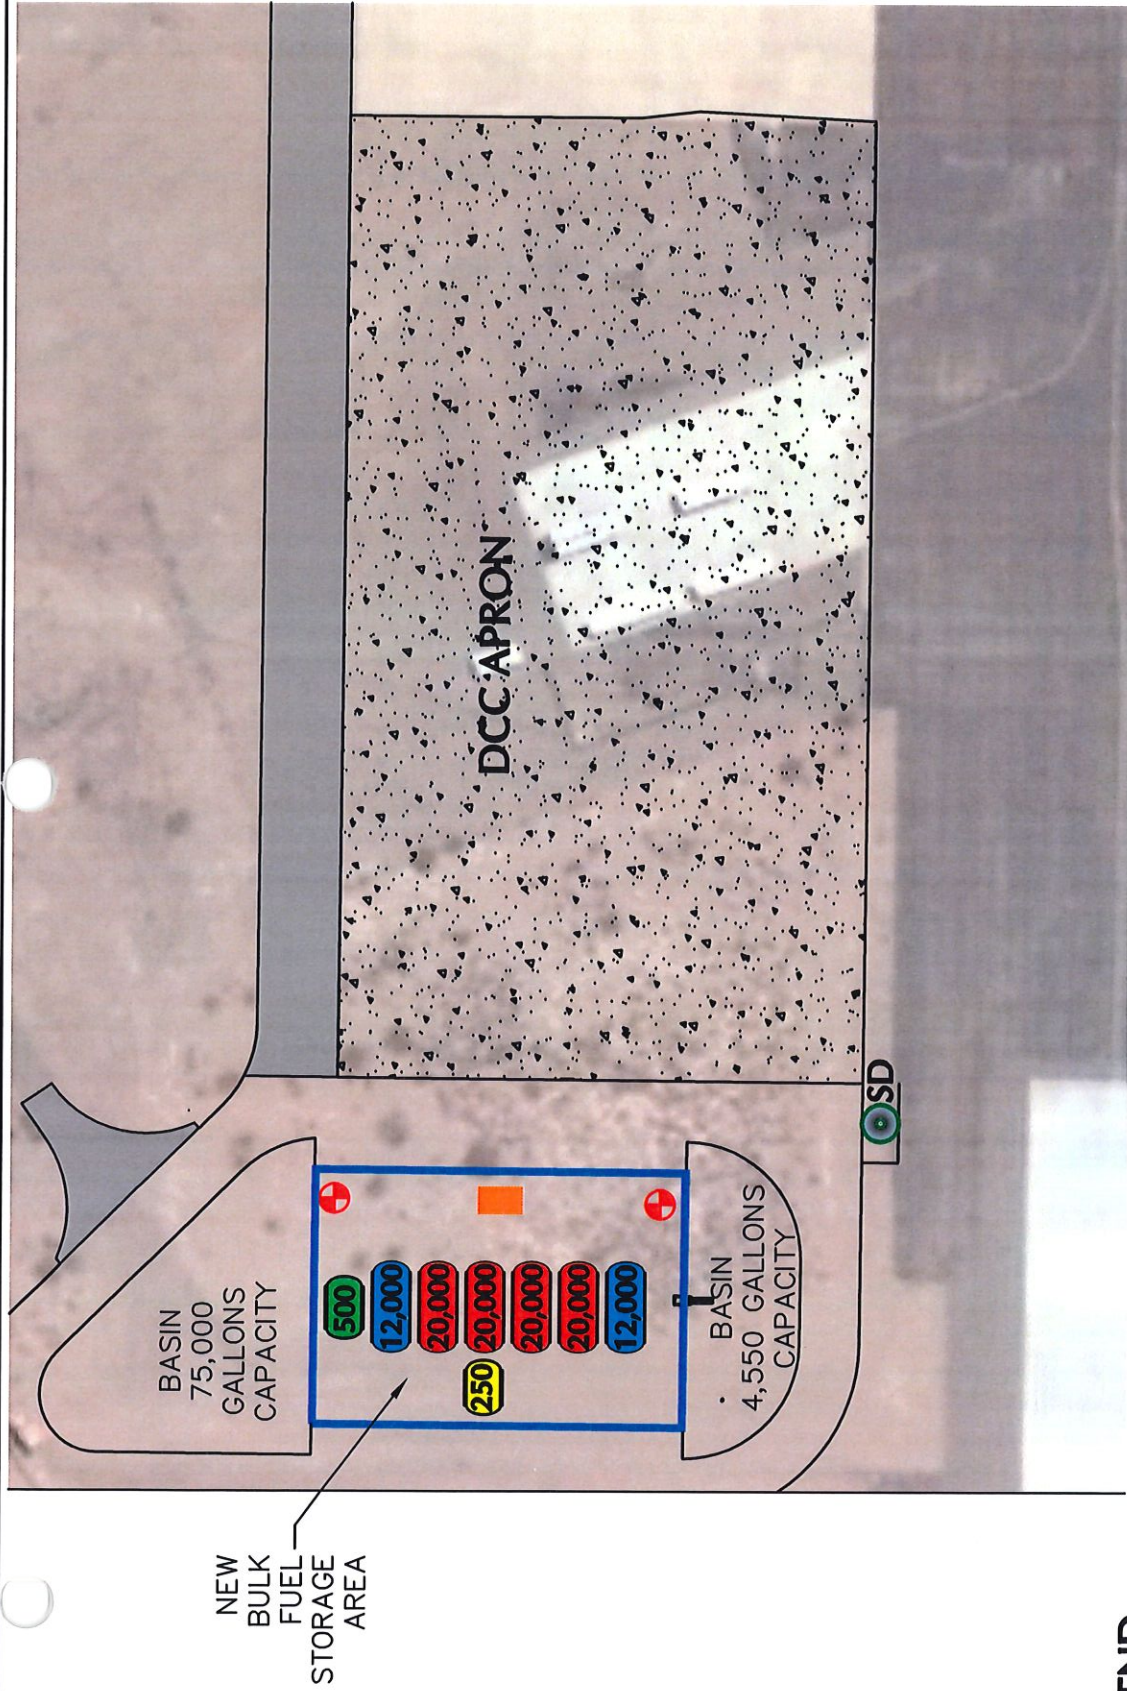 NEW
BULK
FUEL
STORAGE
AREA
BASIN
75,000
GALLONS
CAPACITY
500
12,000
20,000
20,000
20,000
20,000
12,000
250
BASIN
4,550 GALLONS
CAPACITY
DCC APRON
SD